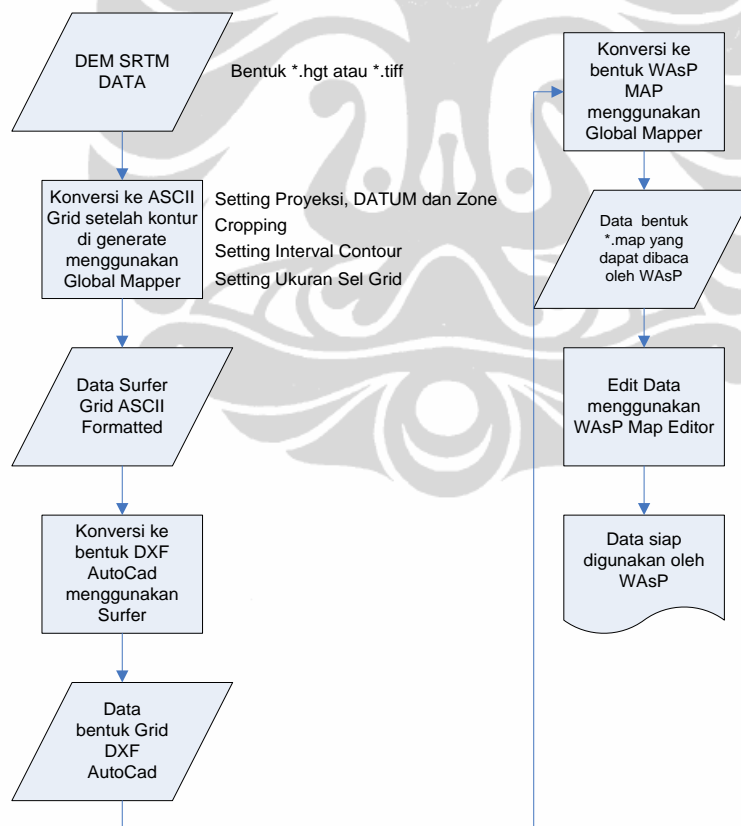 DEM SRTM
DATA
Bentuk *.hgt atau *.tiff
Konversi ke ASCII
Grid setelah kontur
di generate
menggunakan
Global Mapper
Setting Proyeksi, DATUM dan Zone
Cropping
Setting Interval Contour
Setting Ukuran Sel Grid
Data Surfer
Grid ASCII
Formatted
Konversi ke
bentuk DXF
AutoCad
menggunakan
Surfer
Data
bentuk Grid
DXF
AutoCad
Konversi ke
bentuk WAsP
MAP
menggunakan
Global Mapper
Data bentuk
*.map yang
dapat dibaca
oleh WAsP
Edit Data
menggunakan
WAsP Map Editor
Data siap
digunakan oleh
WAsP